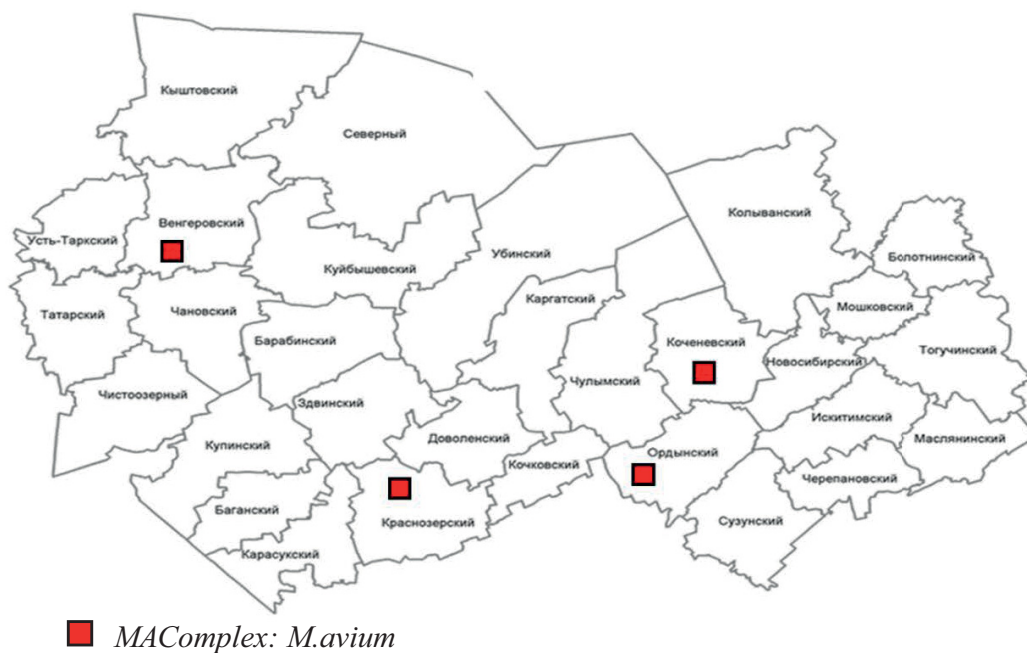 Кыштовский
Северный
Колыванский
Венгеровский
Усть-Таркский
Убинский
Болотнинский
Куйбышевский
Каргатский
Мошковский
Татарский
Чановский
Барабинский
Коченевский
Новосибирский
Тогучинский
Чулымский
Чистоозерный
Здвинский
Искитимский
Купинский
Доволенский
Ордынский
Маслянинский
Кочковский
Черепановский
Баганский
Краснозерский
Сузунский
Карасукский
MAComplex: M.avium